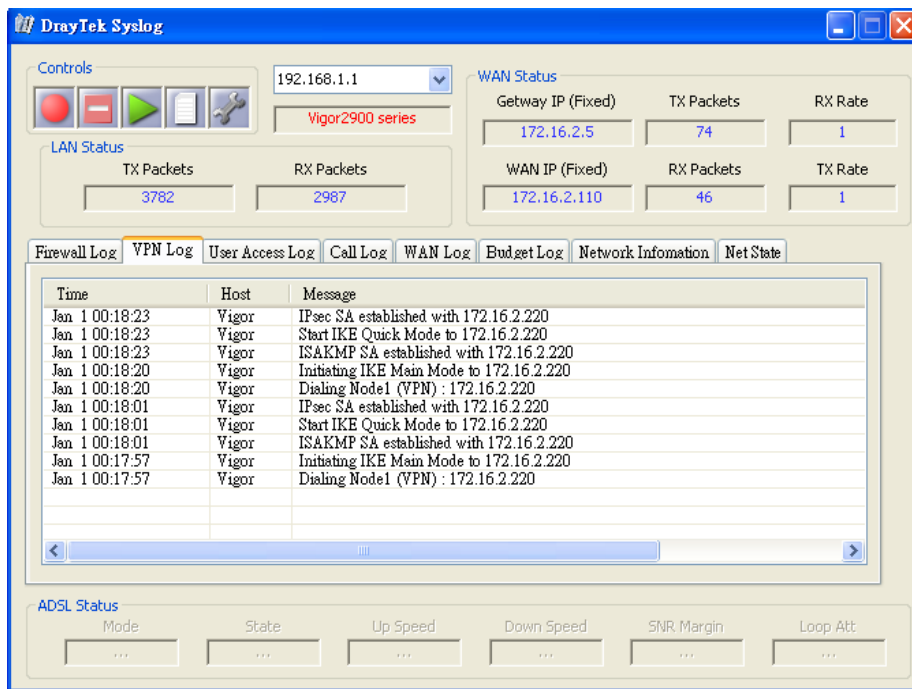 DrayTek Syslog
Controls
192.168.1.1
Vigor2900 series
WAN Status
Getway IP (Fixed) TX Packets RX Rate
172.16.2.5 74 1
WAN IP (Fixed) RX Packets TX Rate
172.16.2.110 46 1
LAN Status
TX Packets RX Packets
3782 2987
Firewall Log VPN Log User Access Log Call Log WAN Log Budget Log Network Infomation Net State
Time Host Message
Jan 1 00:18:23 Vigor IPsec SA established with 172.16.2.220
Jan 1 00:18:23 Vigor Start IKE Quick Mode to 172.16.2.220
Jan 1 00:18:23 Vigor ISAKMP SA established with 172.16.2.220
Jan 1 00:18:20 Vigor Initiating IKE Main Mode to 172.16.2.220
Jan 1 00:18:20 Vigor Dialing Node1 (VPN) : 172.16.2.220
Jan 1 00:18:01 Vigor IPsec SA established with 172.16.2.220
Jan 1 00:18:01 Vigor Start IKE Quick Mode to 172.16.2.220
Jan 1 00:18:01 Vigor ISAKMP SA established with 172.16.2.220
Jan 1 00:17:57 Vigor Initiating IKE Main Mode to 172.16.2.220
Jan 1 00:17:57 Vigor Dialing Node1 (VPN) : 172.16.2.220
ADSL Status
Mode State Up Speed Down Speed SNR Margin Loop Att
... ... ... ... ... ...